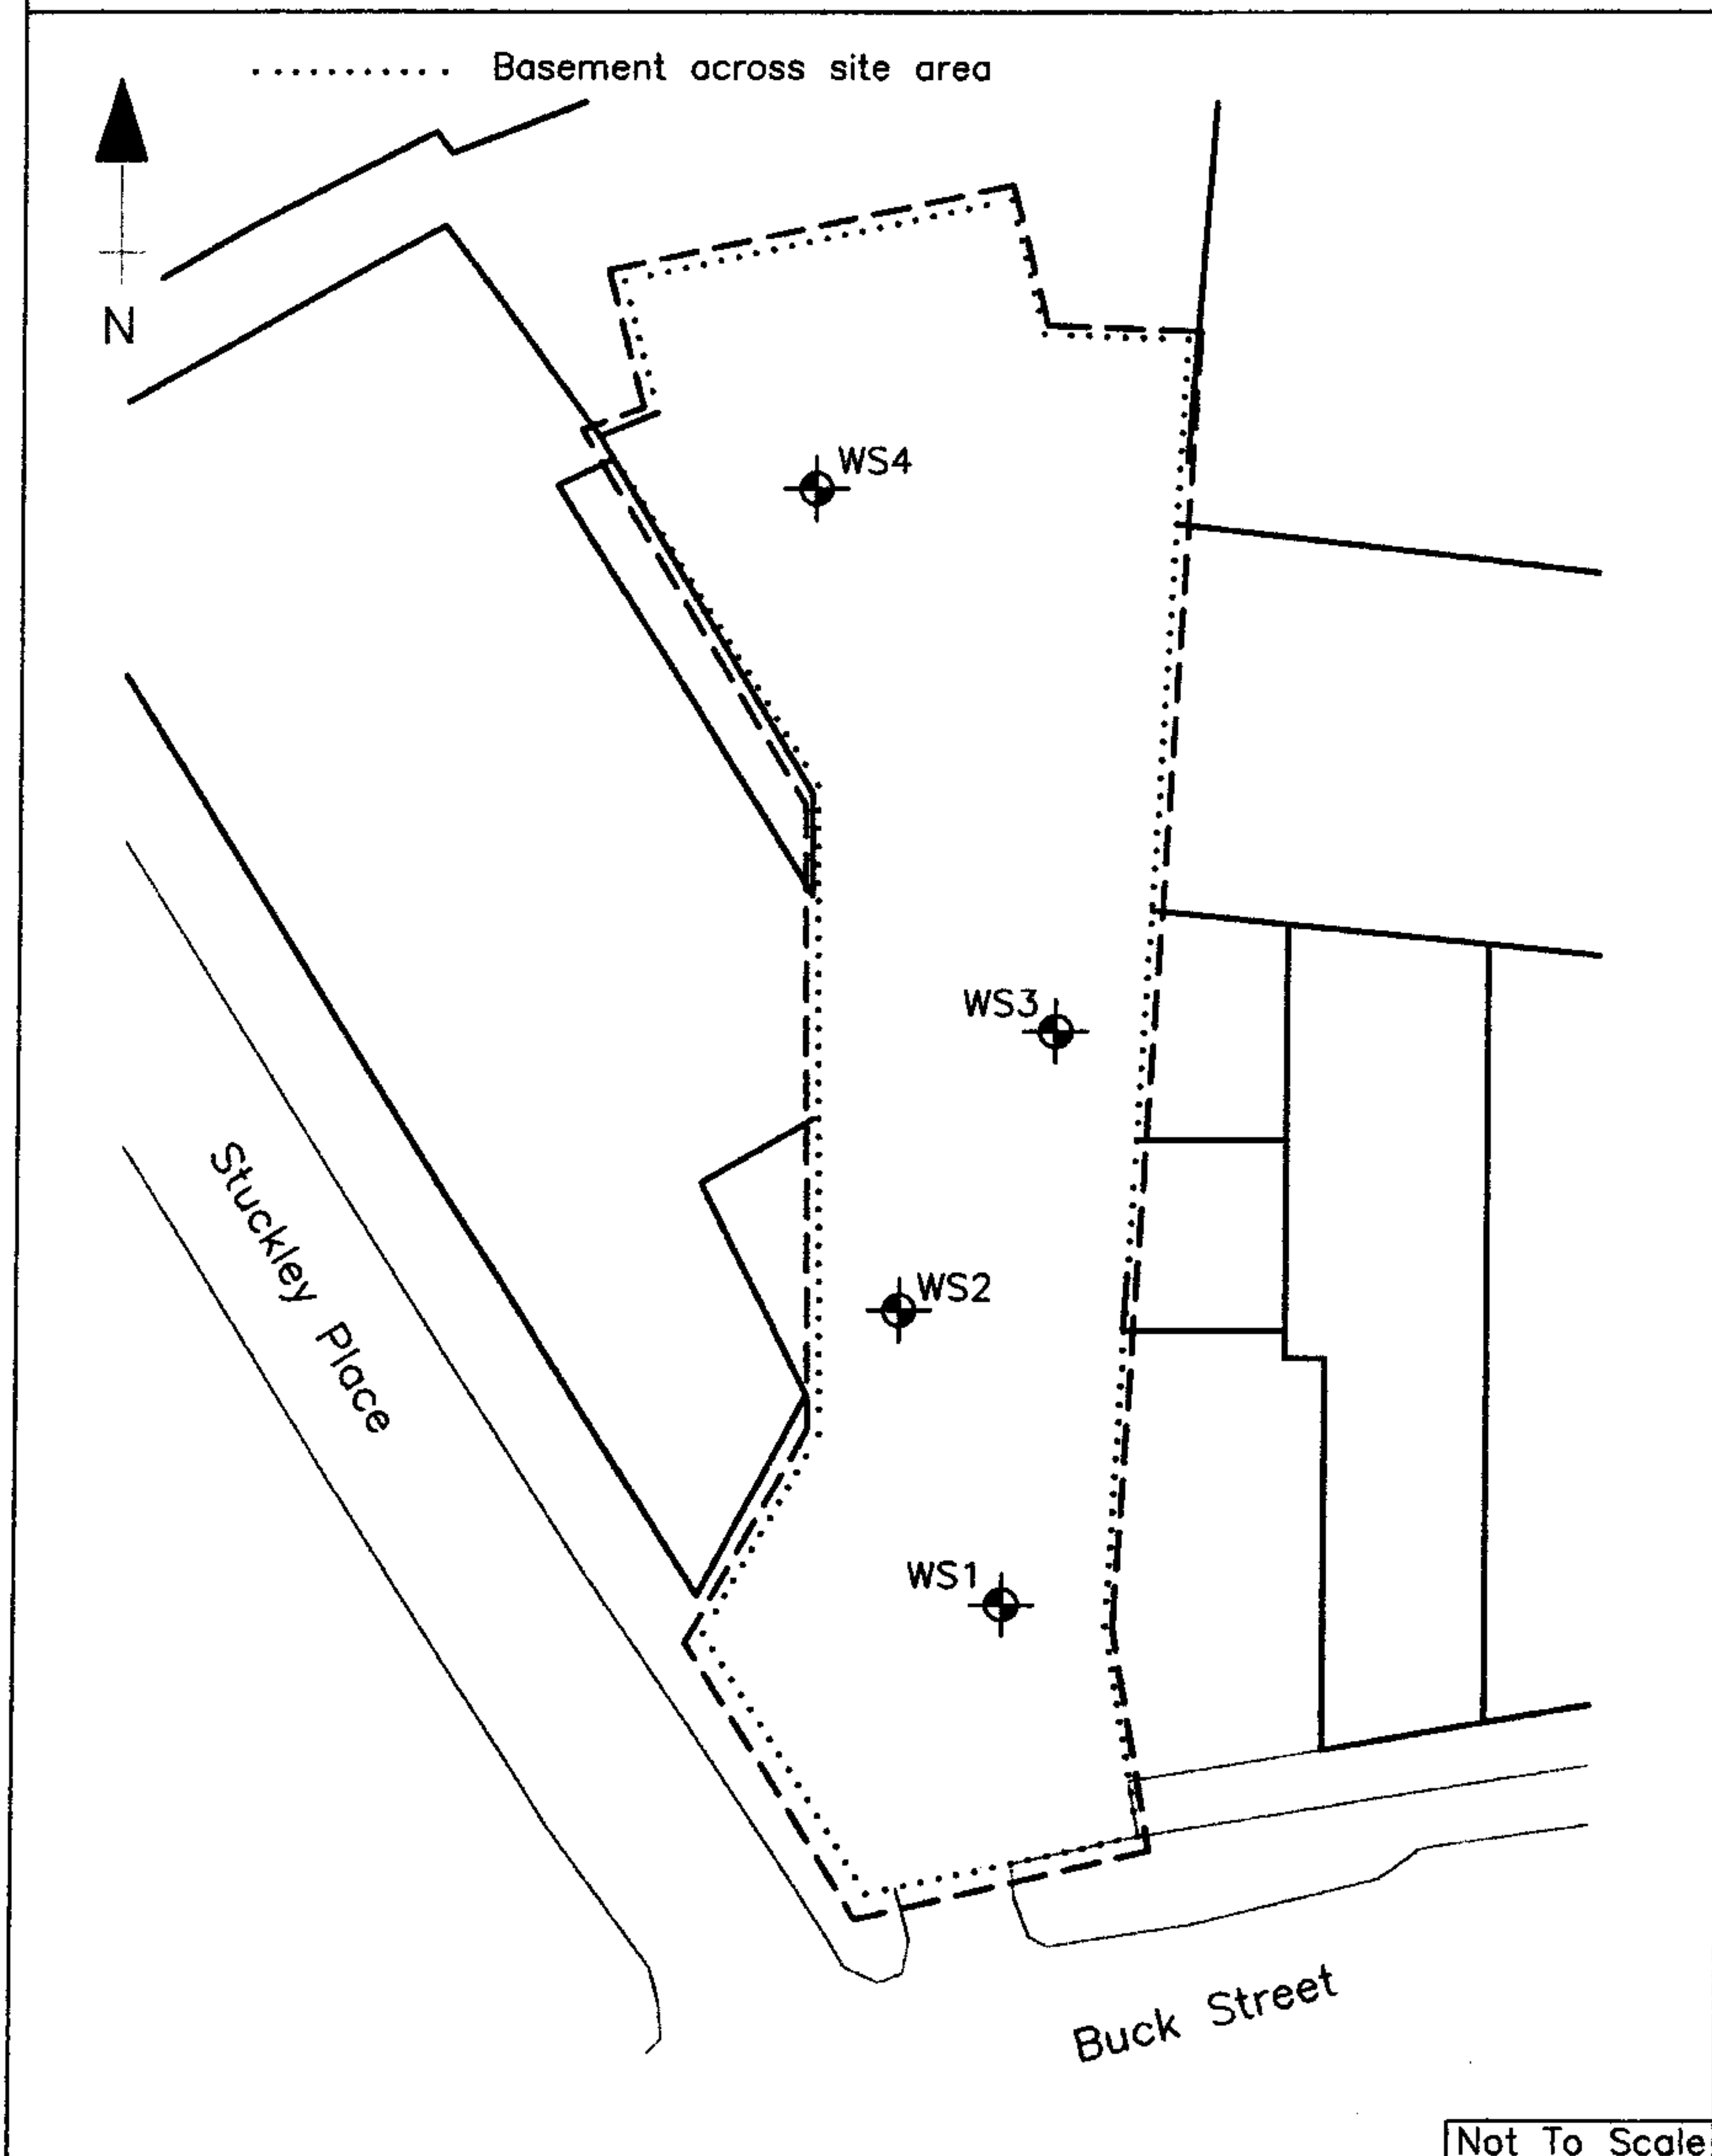 Basement across site area
N
WS4
WS3
Stuckley Place
WS2
WS1
Buck Street
Not To Scale